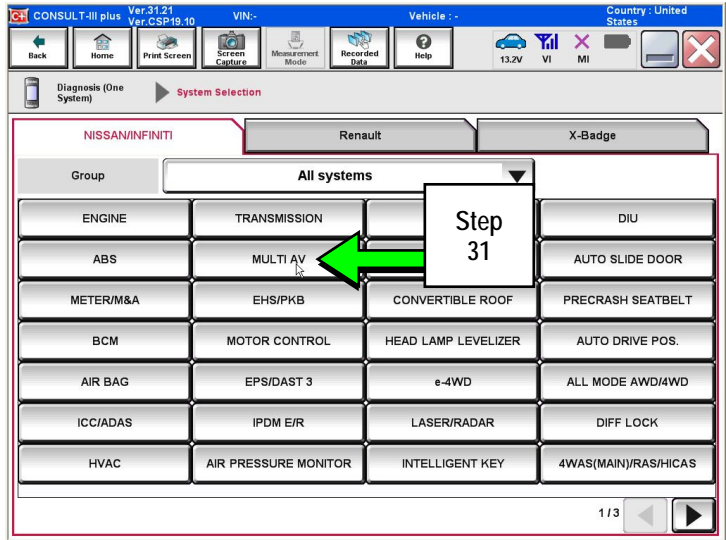 CONSULT-III plus Ver.31.21 VIN:- Vehicle : - Country : United
Ver.CSP19.10 States
Back Home Print Screen Screen Capture Measurement Mode Recorded Data Help 13.2V VI MI
Diagnosis (One System) System Selection
NISSAN/INFINITI Renault X-Badge
Group All systems
ENGINE TRANSMISSION DIU
Step
31
ABS MULTI AV AUTO SLIDE DOOR
METER/M&A EHS/PKB CONVERTIBLE ROOF PRECRASH SEATBELT
BCM MOTOR CONTROL HEAD LAMP LEVELIZER AUTO DRIVE POS.
AIR BAG EPS/DAST 3 e-4WD ALL MODE AWD/4WD
ICC/ADAS IPDM E/R LASER/RADAR DIFF LOCK
HVAC AIR PRESSURE MONITOR INTELLIGENT KEY 4WAS(MAIN)/RAS/HICAS
1/3